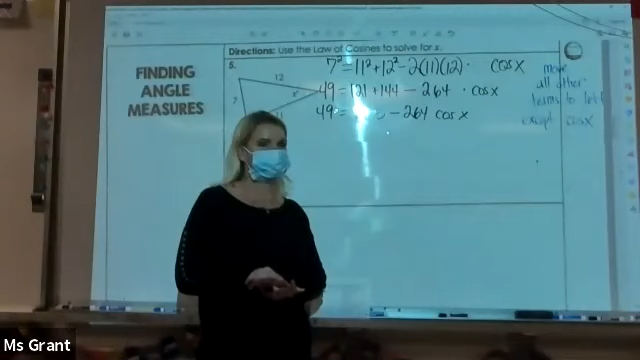 Directions: Use the Law of Cosines to solve for x.
FINDING
ANGLE
MEASURES
5.
12
7
x°
11
7² = 11² + 12² - 2(11)(12) · cos x
49 = 121 + 144 - 264 · cos x
49 = - 264 cos x
move
all other
terms to left
except cos x
Ms Grant